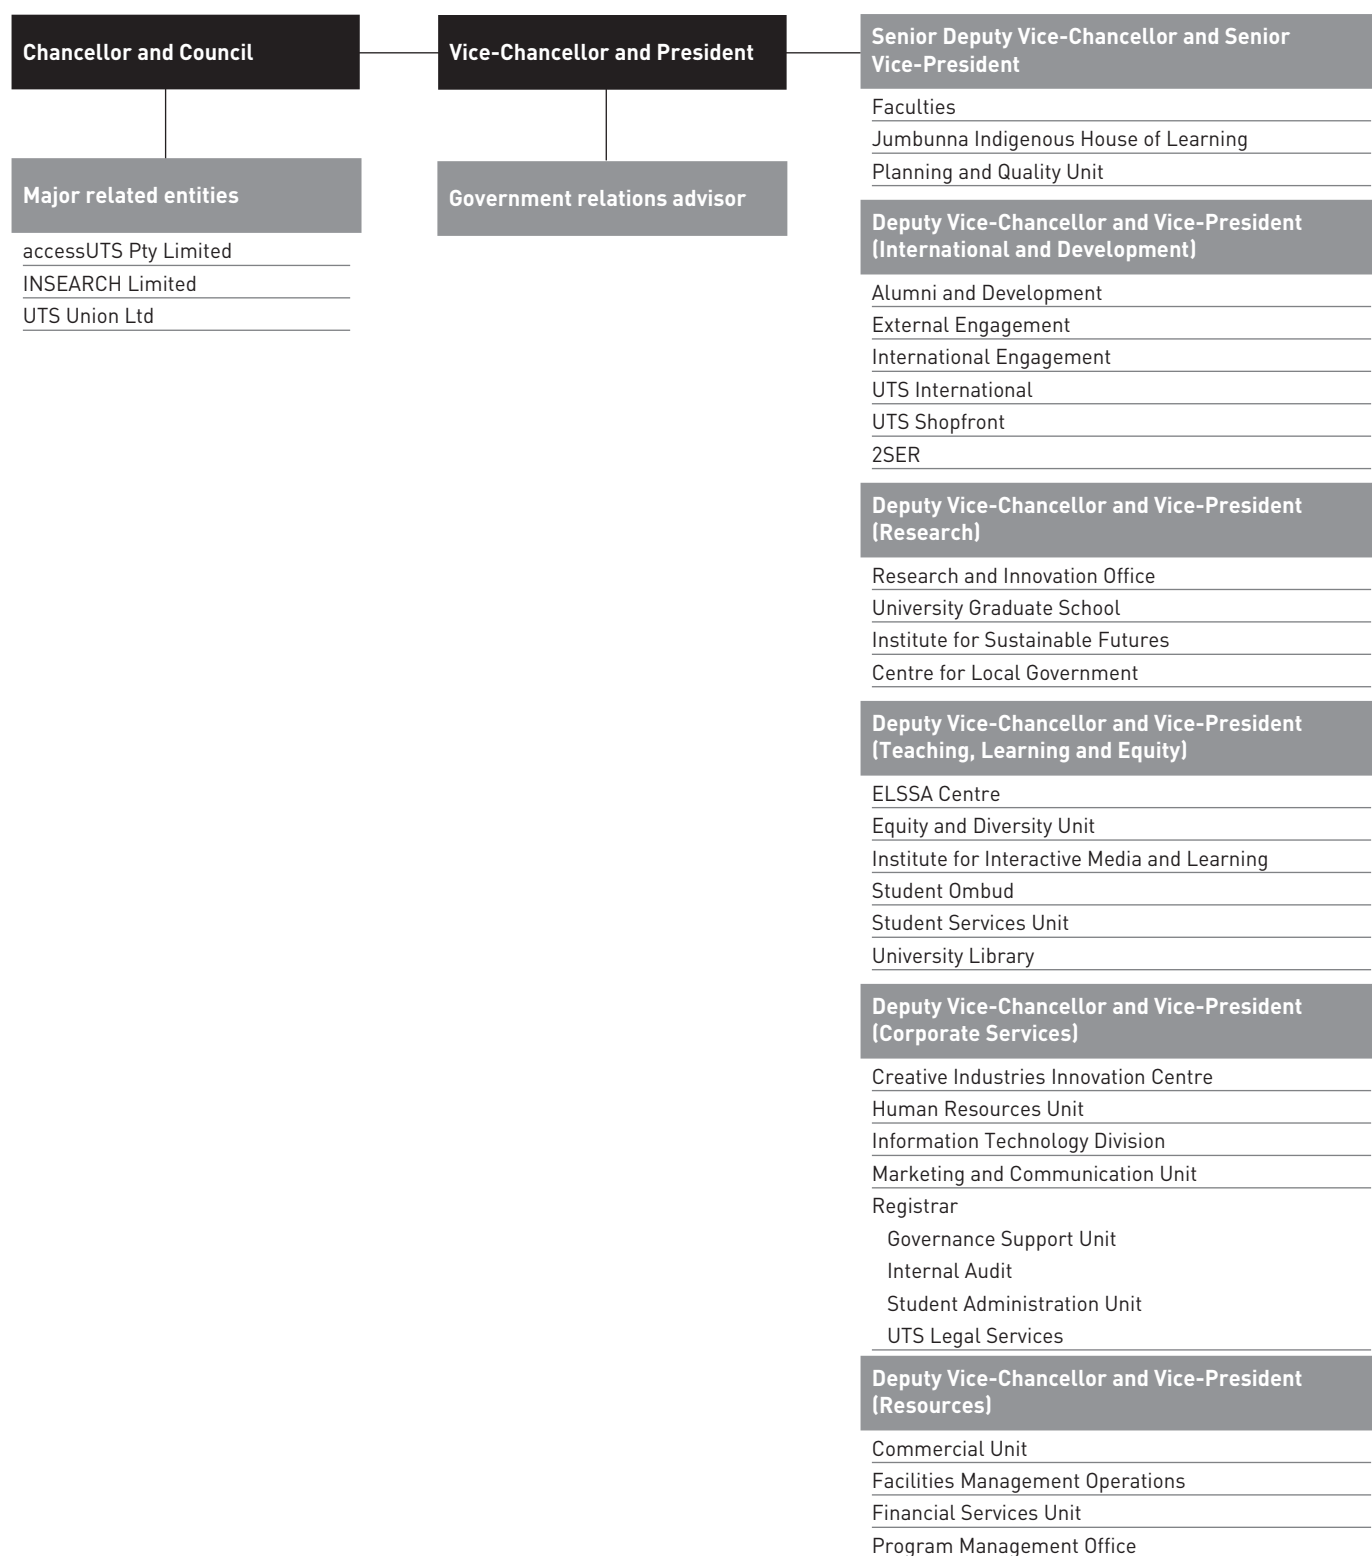 Chancellor and Council
Major related entities
accessUTS Pty Limited
INSEARCH Limited
UTS Union Ltd
Vice-Chancellor and President
Government relations advisor
Senior Deputy Vice-Chancellor and Senior
Vice-President
Faculties
Jumbunna Indigenous House of Learning
Planning and Quality Unit
Deputy Vice-Chancellor and Vice-President
(International and Development)
Alumni and Development
External Engagement
International Engagement
UTS International
UTS Shopfront
2SER
Deputy Vice-Chancellor and Vice-President
(Research)
Research and Innovation Office
University Graduate School
Institute for Sustainable Futures
Centre for Local Government
Deputy Vice-Chancellor and Vice-President
(Teaching, Learning and Equity)
ELSSA Centre
Equity and Diversity Unit
Institute for Interactive Media and Learning
Student Ombud
Student Services Unit
University Library
Deputy Vice-Chancellor and Vice-President
(Corporate Services)
Creative Industries Innovation Centre
Human Resources Unit
Information Technology Division
Marketing and Communication Unit
Registrar
Governance Support Unit
Internal Audit
Student Administration Unit
UTS Legal Services
Deputy Vice-Chancellor and Vice-President
(Resources)
Commercial Unit
Facilities Management Operations
Financial Services Unit
Program Management Office